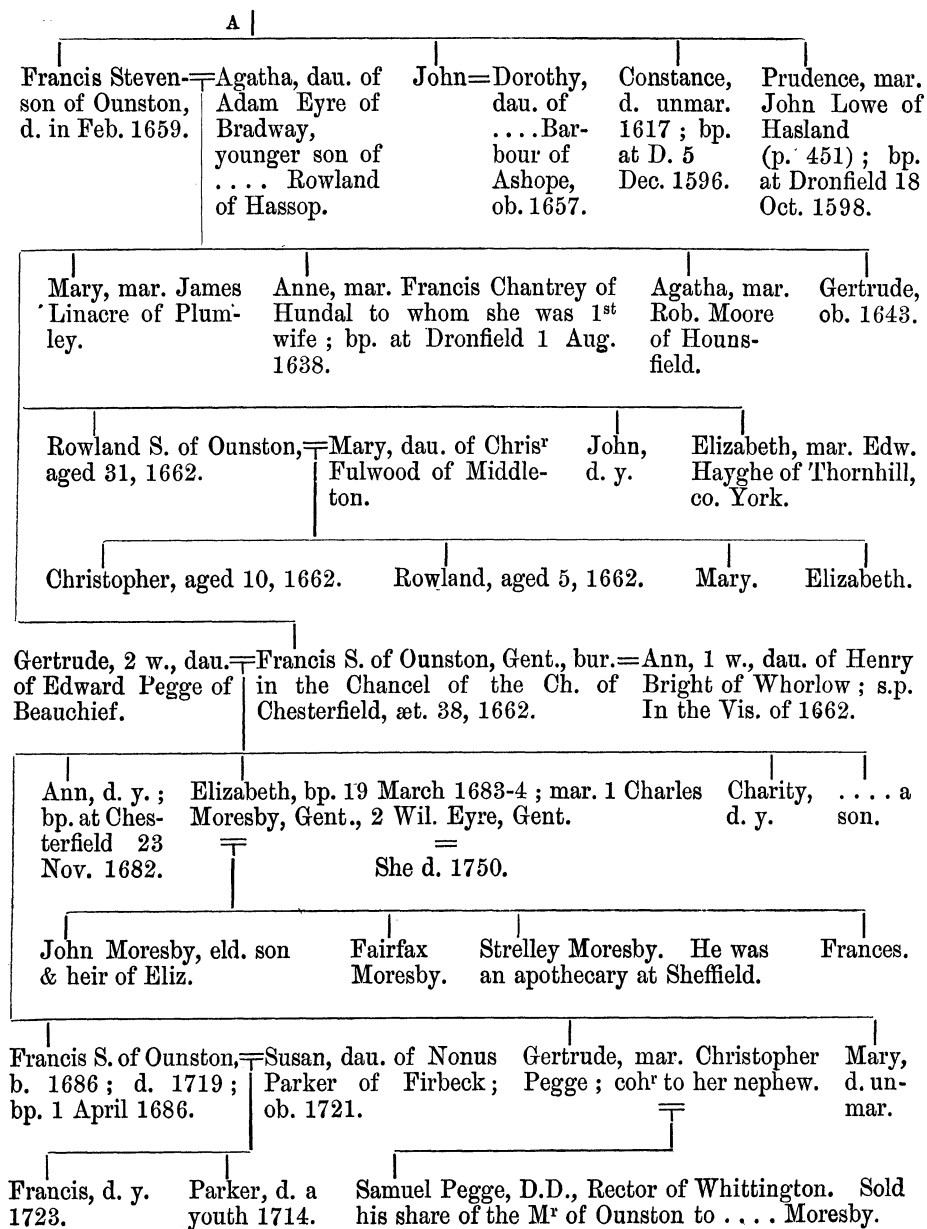 A
Francis Steven-
son of Ounston,
d. in Feb. 1659.
Agatha, dau. of
Adam Eyre of
Bradway,
younger son of
.... Rowland
of Hassop.
John=Dorothy,
dau. of
....Bar-
bour of
Ashope,
ob. 1657.
Constance,
d. unmar.
1617 ; bp.
at D. 5
Dec. 1596.
Prudence, mar.
John Lowe of
Hasland
(p. 451) ; bp.
at Dronfield 18
Oct. 1598.
Mary, mar. James
Linacre of Plum-
ley.
Anne, mar. Francis Chantrey of
Hundal to whom she was 1st
wife ; bp. at Dronfield 1 Aug.
1638.
Agatha, mar.
Rob. Moore
of Houns-
field.
Gertrude,
ob. 1643.
Rowland S. of Ounston,
aged 31, 1662.
Mary, dau. of Chrisr
Fulwood of Middle-
ton.
John,
d. y.
Elizabeth, mar. Edw.
Hayghe of Thornhill,
co. York.
Christopher, aged 10, 1662.
Rowland, aged 5, 1662.
Mary.
Elizabeth.
Gertrude, 2 w., dau.
of Edward Pegge of
Beauchief.
Francis S. of Ounston, Gent., bur.
in the Chancel of the Ch. of
Chesterfield, æt. 38, 1662.
=Ann, 1 w., dau. of Henry
Bright of Whorlow ; s.p.
In the Vis. of 1662.
Ann, d. y. ;
bp. at Ches-
terfield 23
Nov. 1682.
Elizabeth, bp. 19 March 1683-4 ; mar. 1 Charles
Moresby, Gent., 2 Wil. Eyre, Gent.
=
She d. 1750.
Charity,
d. y.
.... a
son.
John Moresby, eld. son
& heir of Eliz.
Fairfax
Moresby.
Strelley Moresby. He was
an apothecary at Sheffield.
Frances.
Francis S. of Ounston,
b. 1686 ; d. 1719 ;
bp. 1 April 1686.
Susan, dau. of Nonus
Parker of Firbeck ;
ob. 1721.
Gertrude, mar. Christopher
Pegge ; cohr to her nephew.
Mary,
d. un-
mar.
Francis, d. y.
1723.
Parker, d. a
youth 1714.
Samuel Pegge, D.D., Rector of Whittington. Sold
his share of the Mr of Ounston to .... Moresby.